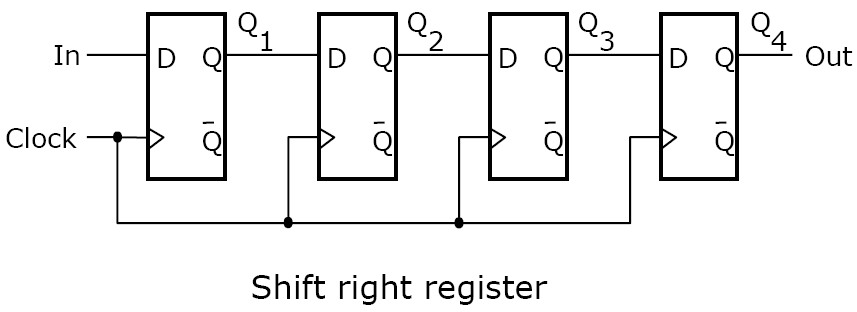 Q1 Q2 Q3 Q4
In D Q D Q D Q D Q Out
Clock Q̅ Q̅ Q̅ Q̅
Shift right register